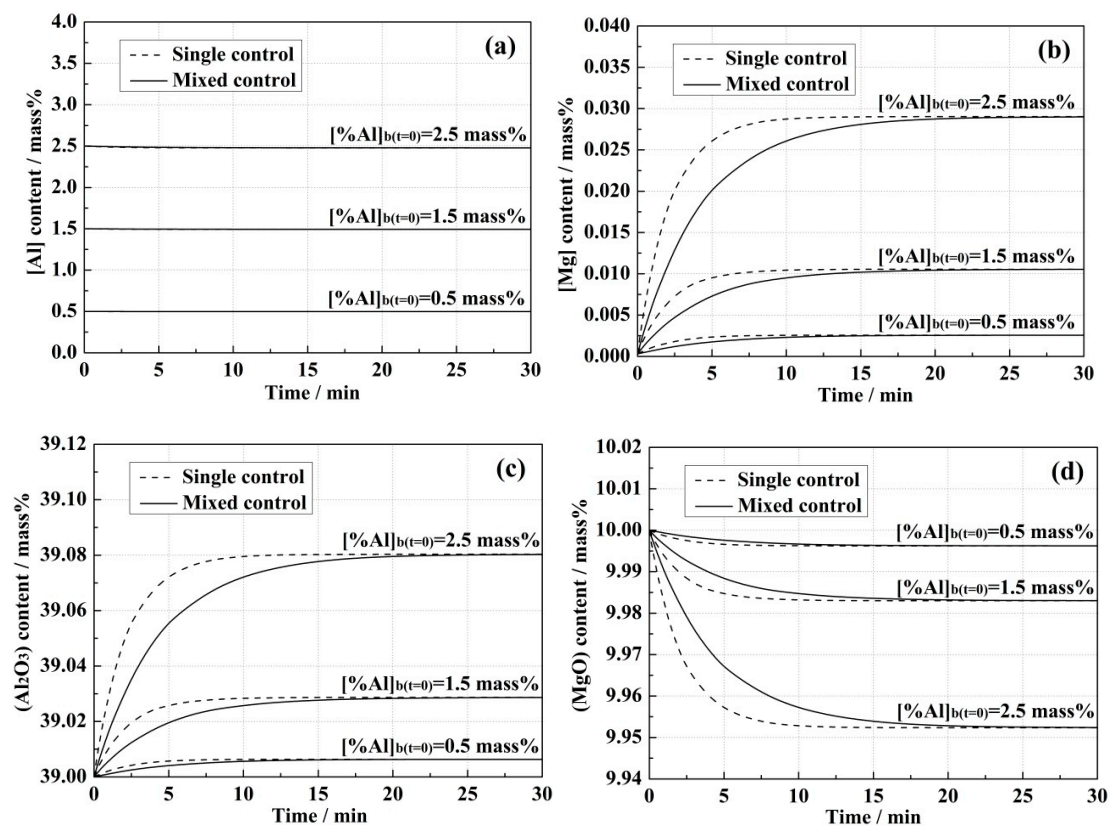 (a)
Single control
Mixed control
[%Al]b(t=0)=2.5 mass%
[%Al]b(t=0)=1.5 mass%
[%Al]b(t=0)=0.5 mass%
4.0
3.5
3.0
2.5
2.0
1.5
1.0
0.5
0.0
[Al] content / mass%
0 5 10 15 20 25 30
Time / min
(b)
Single control
Mixed control
[%Al]b(t=0)=2.5 mass%
[%Al]b(t=0)=1.5 mass%
[%Al]b(t=0)=0.5 mass%
0.040
0.035
0.030
0.025
0.020
0.015
0.010
0.005
0.000
[Mg] content / mass%
0 5 10 15 20 25 30
Time / min
(c)
Single control
Mixed control
[%Al]b(t=0)=2.5 mass%
[%Al]b(t=0)=1.5 mass%
[%Al]b(t=0)=0.5 mass%
39.12
39.10
39.08
39.06
39.04
39.02
39.00
(Al2O3) content / mass%
0 5 10 15 20 25 30
Time / min
(d)
Single control
Mixed control
[%Al]b(t=0)=0.5 mass%
[%Al]b(t=0)=1.5 mass%
[%Al]b(t=0)=2.5 mass%
10.02
10.01
10.00
9.99
9.98
9.97
9.96
9.95
9.94
(MgO) content / mass%
0 5 10 15 20 25 30
Time / min